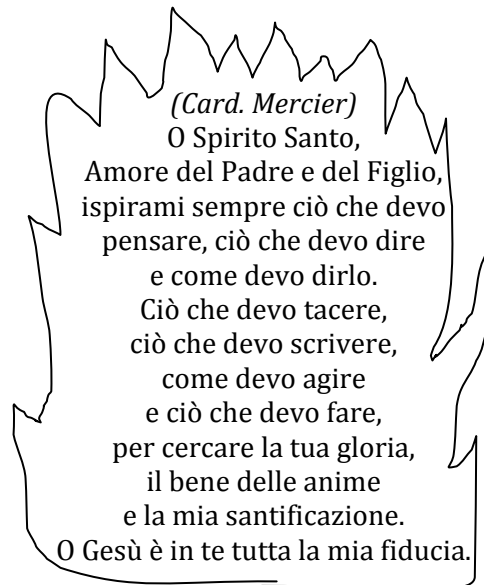 (Card. Mercier)
O Spirito Santo,
Amore del Padre e del Figlio,
ispirami sempre ciò che devo
pensare, ciò che devo dire
e come devo dirlo.
Ciò che devo tacere,
ciò che devo scrivere,
come devo agire
e ciò che devo fare,
per cercare la tua gloria,
il bene delle anime
e la mia santificazione.
O Gesù è in te tutta la mia fiducia.